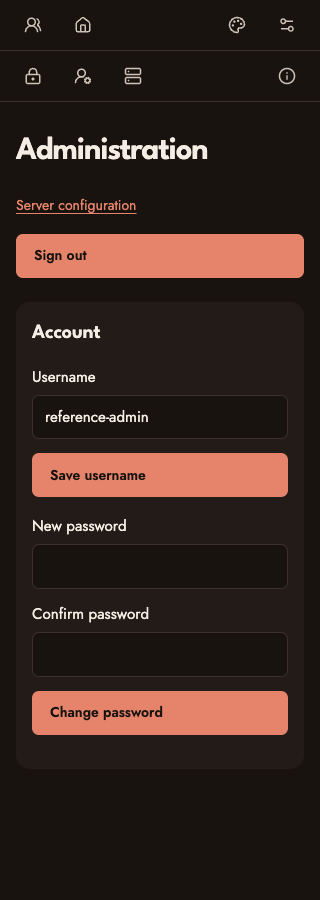 Administration
Server configuration
Sign out
Account
Username
reference-admin
Save username
New password
Confirm password
Change password